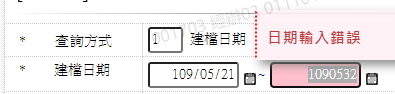 * 查詢方式 1 建檔日期
日期輸入錯誤
* 建檔日期 109/05/21 ~ 1090532